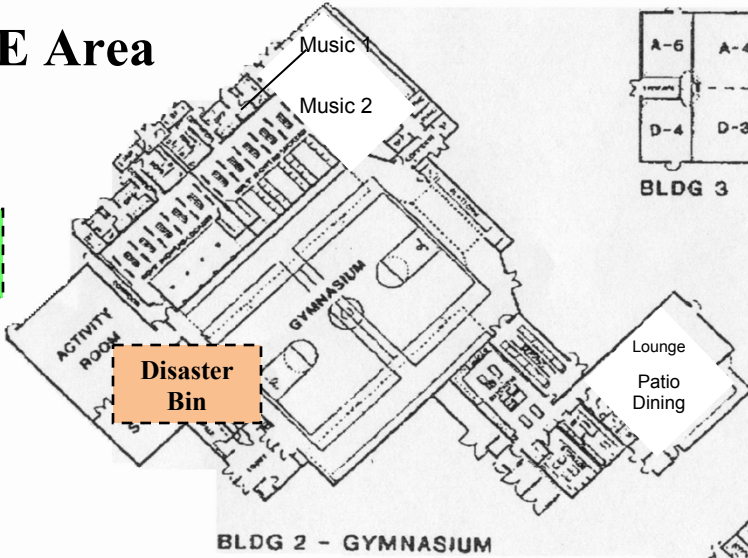 E Area
Music 1
Music 2
A-6
A-4
D-4
D-3
BLDG 3
GYMNASIUM
ACTIVITY
ROOM
Disaster
Bin
Lounge
Patio
Dining
BLDG 2 - GYMNASIUM